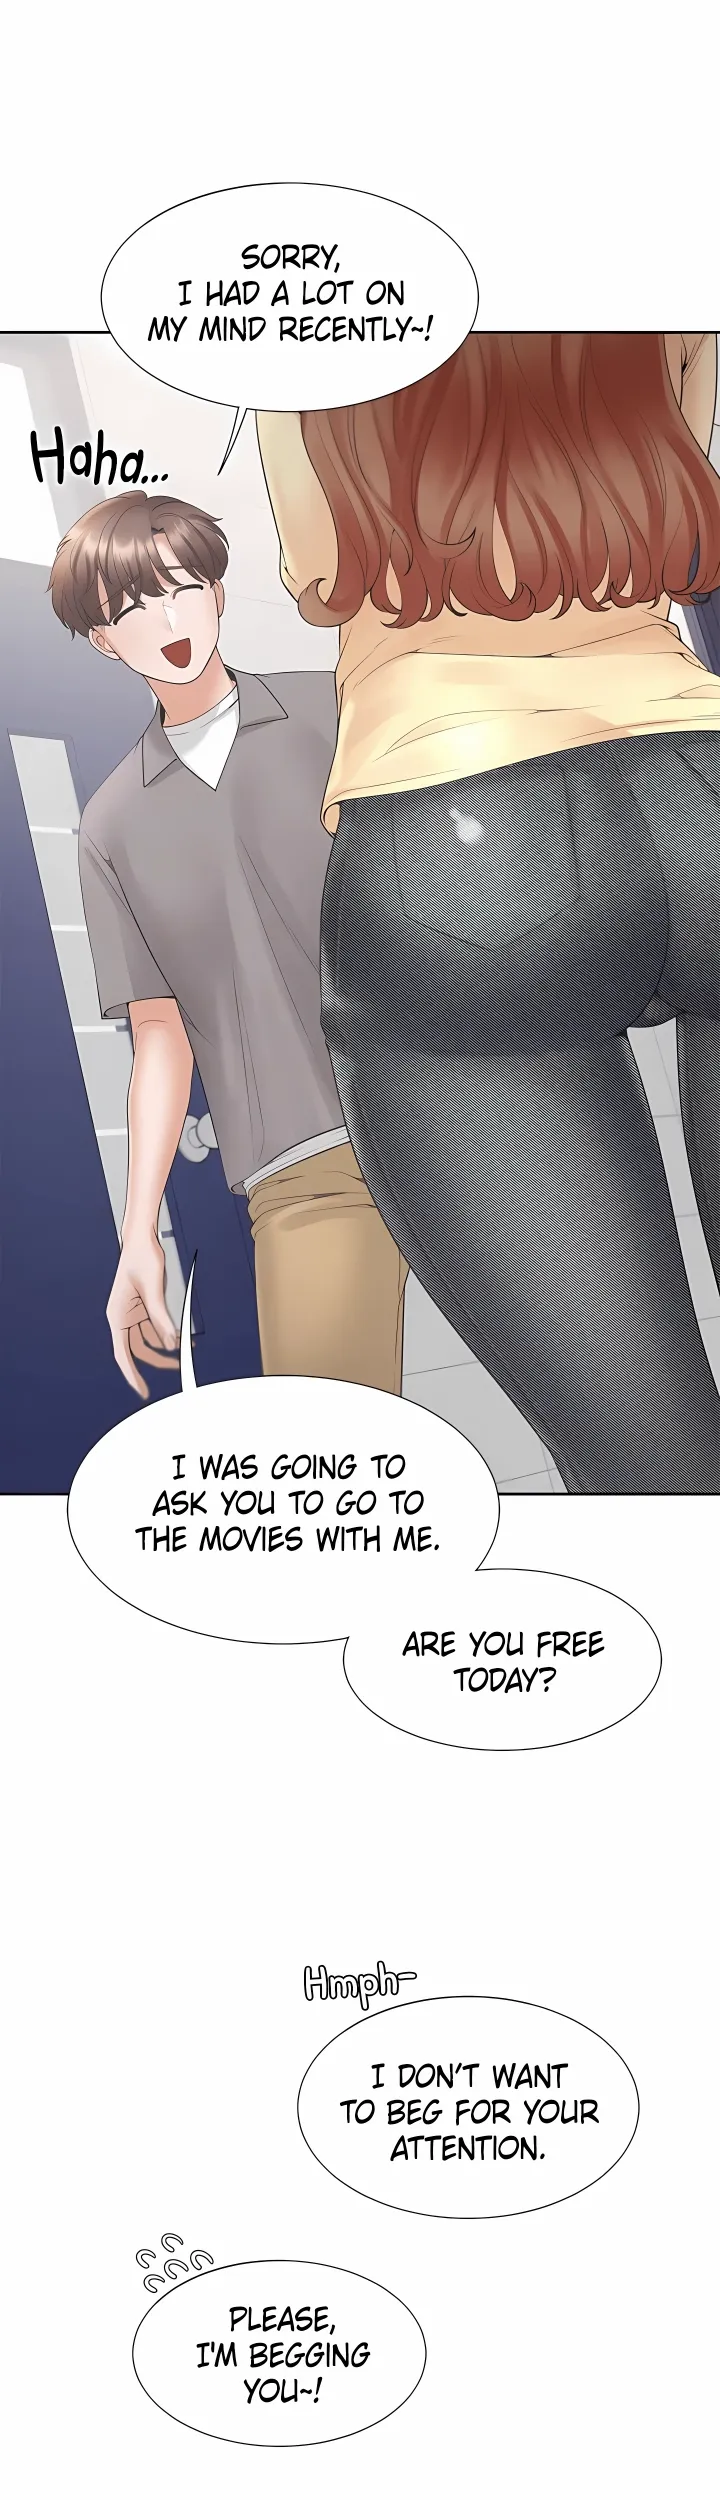 SORRY,
I HAD A LOT ON
MY MIND RECENTLY~!
Haha...
I WAS GOING TO
ASK YOU TO GO TO
THE MOVIES WITH ME.
ARE YOU FREE
TODAY?
Hmph-
I DON'T WANT
TO BEG FOR YOUR
ATTENTION.
PLEASE,
I'M BEGGING
YOU~!